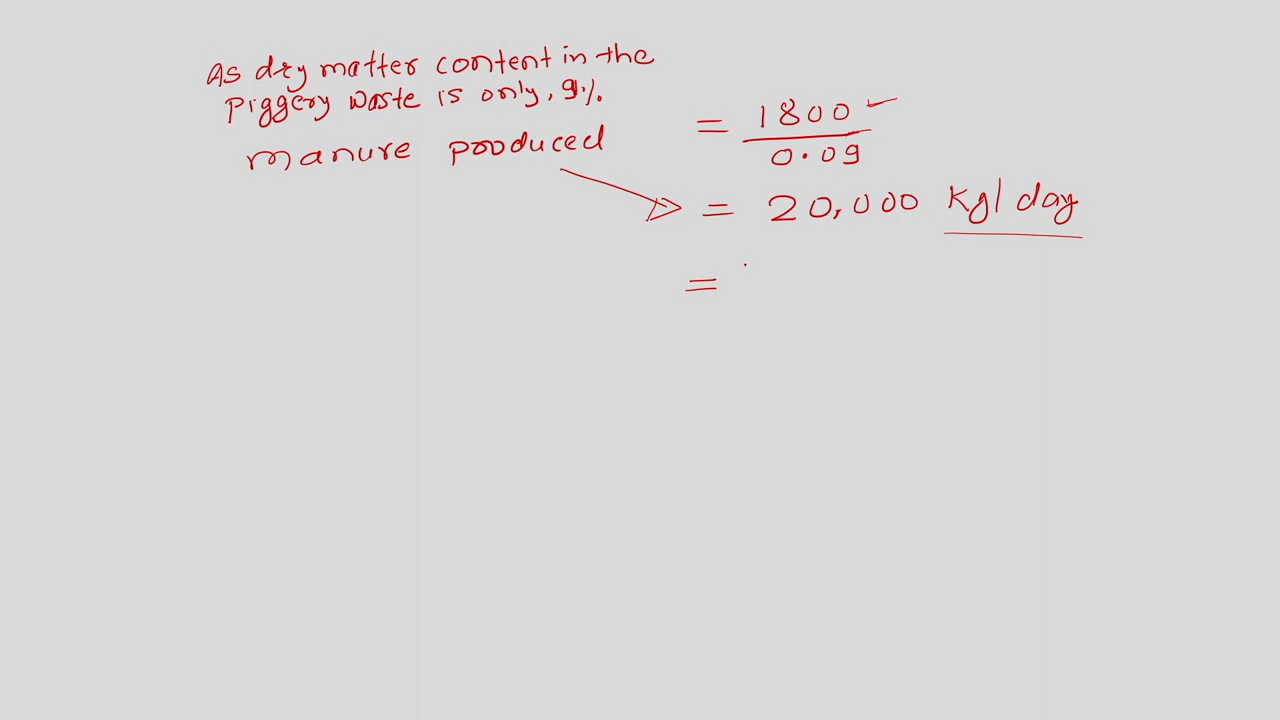 As dry matter content in the
Piggery waste is only, 9%.
manure produced
= 1800
0.09
= 20,000 Kg/day
=